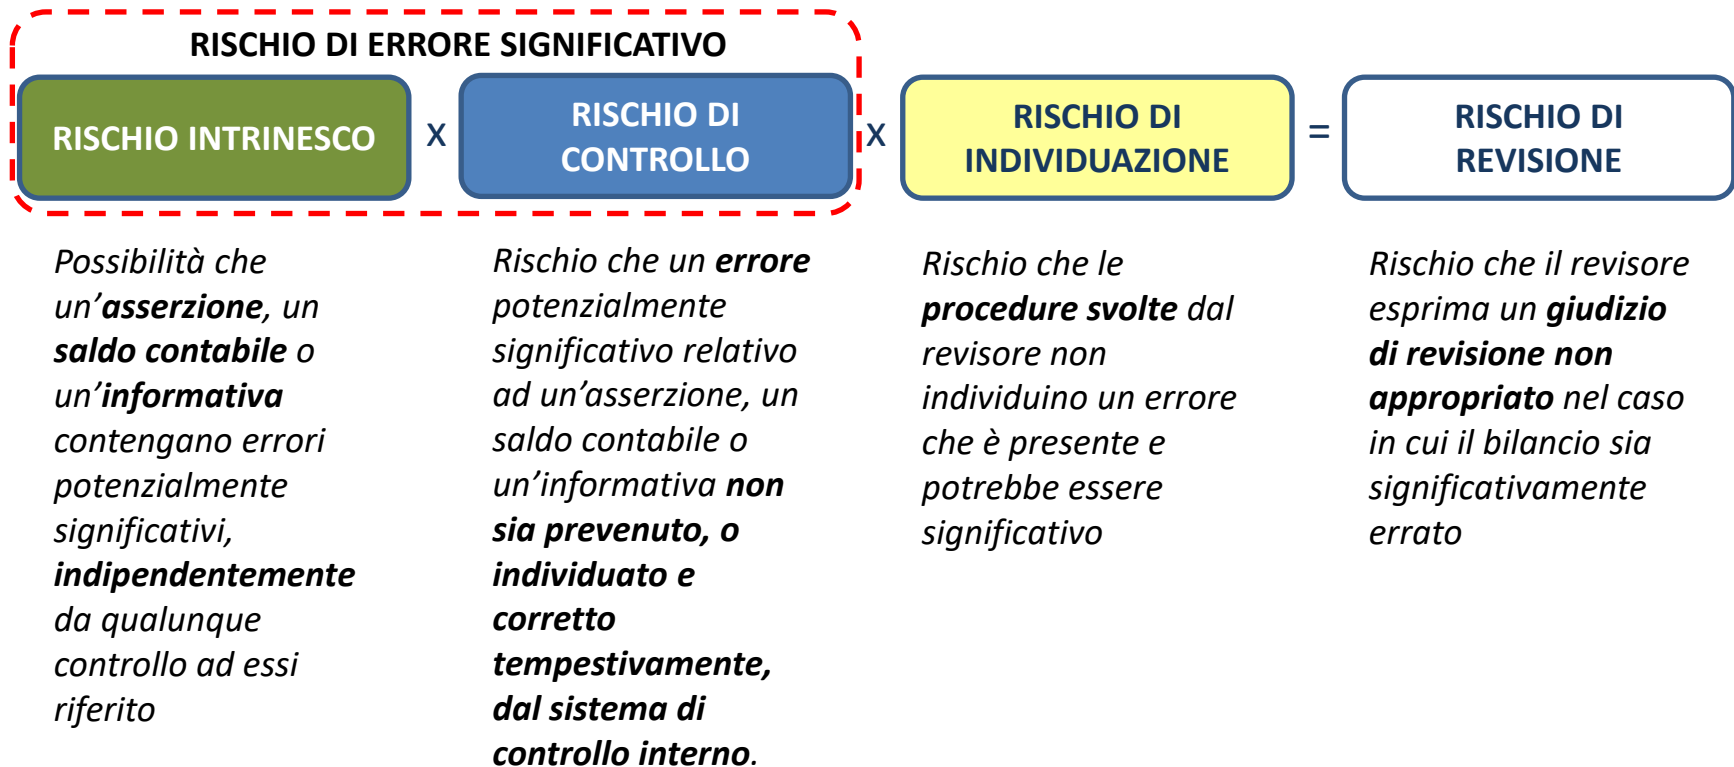 RISCHIO DI ERRORE SIGNIFICATIVO
RISCHIO INTRINESCO
x
RISCHIO DI
CONTROLLO
x
RISCHIO DI
INDIVIDUAZIONE
=
RISCHIO DI
REVISIONE
Possibilità che
un’asserzione, un
saldo contabile o
un’informativa
contengano errori
potenzialmente
significativi,
indipendentemente
da qualunque
controllo ad essi
riferito
Rischio che un errore
potenzialmente
significativo relativo
ad un’asserzione, un
saldo contabile o
un’informativa non
sia prevenuto, o
individuato e
corretto
tempestivamente,
dal sistema di
controllo interno.
Rischio che le
procedure svolte dal
revisore non
individuino un errore
che è presente e
potrebbe essere
significativo
Rischio che il revisore
esprima un giudizio
di revisione non
appropriato nel caso
in cui il bilancio sia
significativamente
errato